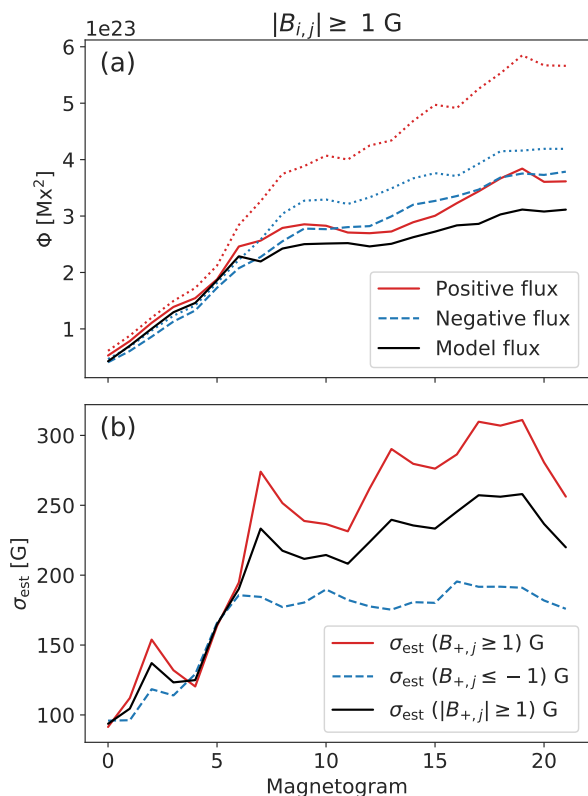 |B_{i,j}| ≥ 1 G
1e23
(a)
6
5
4
3
2
1
Φ [Mx²]
Positive flux
Negative flux
Model flux
(b)
300
250
200
150
100
σ_est [G]
σ_est (B_{+,j} ≥ 1) G
σ_est (B_{+,j} ≤ −1) G
σ_est (|B_{+,j}| ≥ 1) G
0 5 10 15 20
Magnetogram